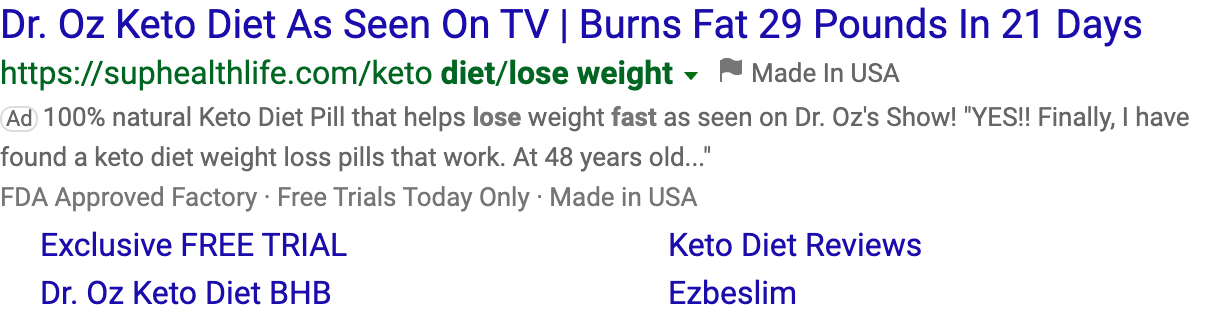 Dr. Oz Keto Diet As Seen On TV | Burns Fat 29 Pounds In 21 Days
https://suphealthlife.com/keto diet/lose weight Made In USA
Ad 100% natural Keto Diet Pill that helps lose weight fast as seen on Dr. Oz's Show! "YES!! Finally, I have
found a keto diet weight loss pills that work. At 48 years old..."
FDA Approved Factory · Free Trials Today Only · Made in USA
Exclusive FREE TRIAL
Keto Diet Reviews
Dr. Oz Keto Diet BHB
Ezbeslim